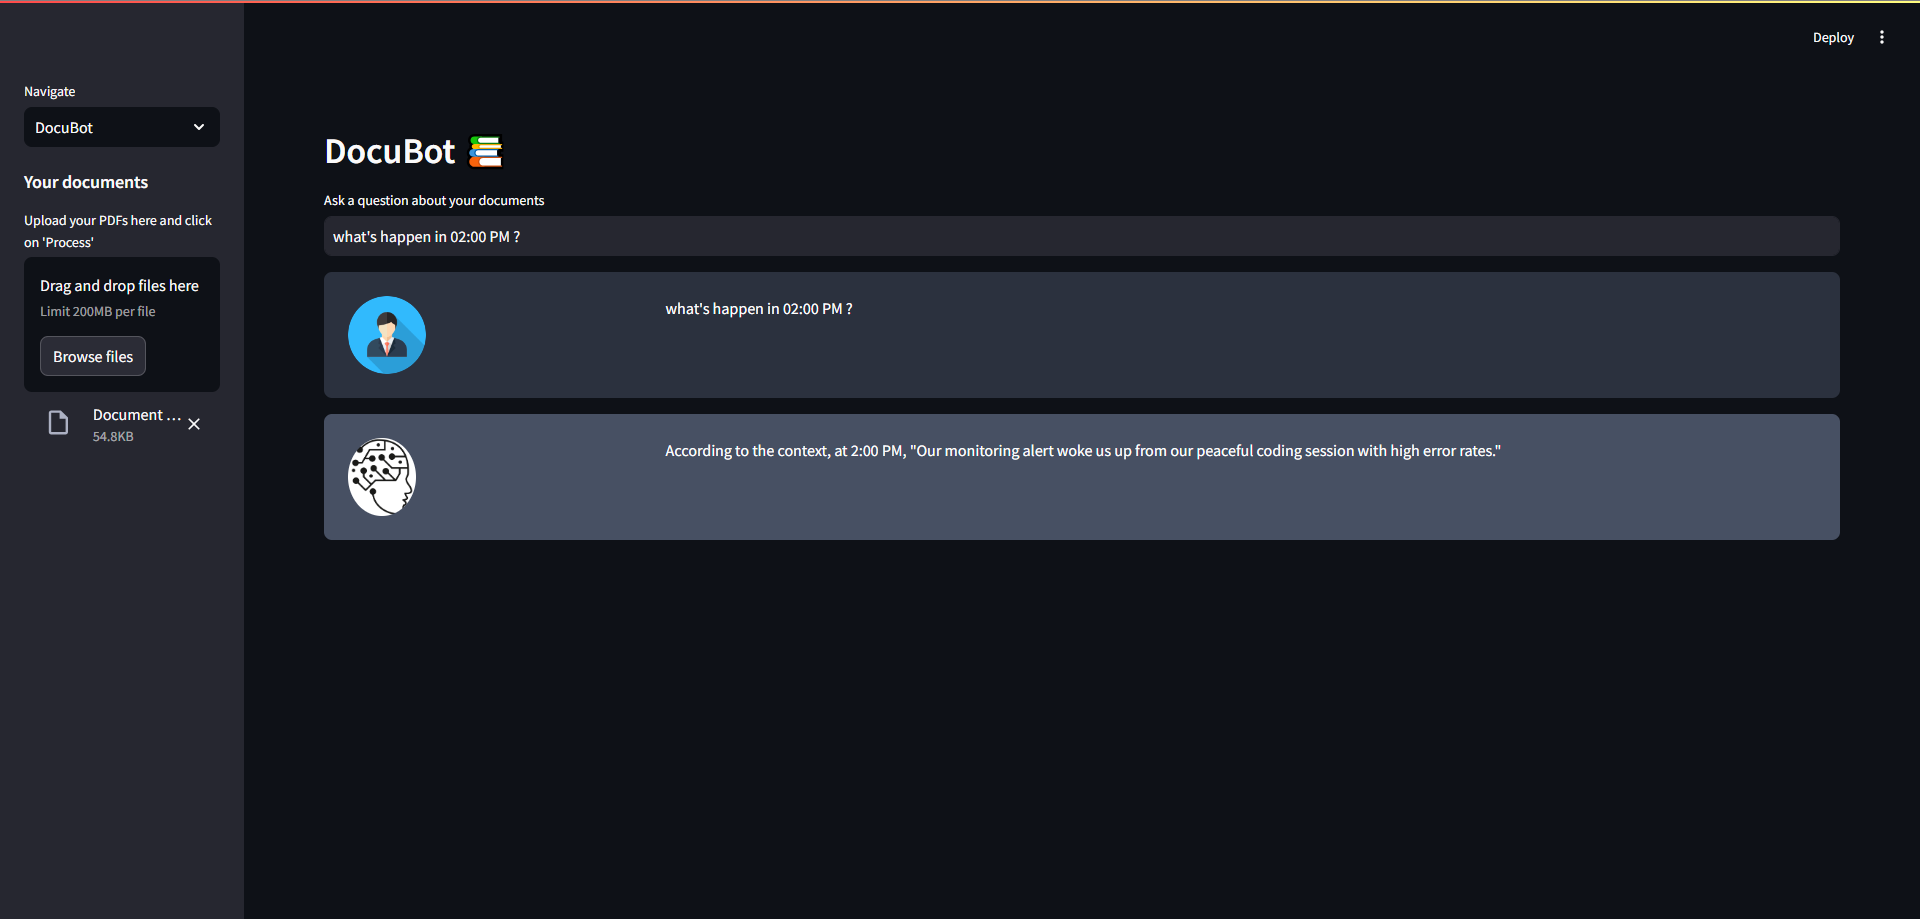 Deploy
Navigate
DocuBot
Your documents
Upload your PDFs here and click
on 'Process'
Drag and drop files here
Limit 200MB per file
Browse files
Document ...
54.8KB
DocuBot
Ask a question about your documents
what's happen in 02:00 PM ?
what's happen in 02:00 PM ?
According to the context, at 2:00 PM, "Our monitoring alert woke us up from our peaceful coding session with high error rates."